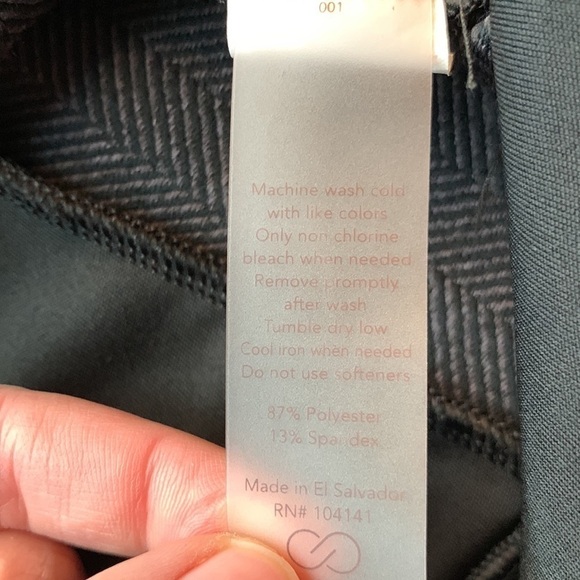 001
Machine wash cold
with like colors
Only non chlorine
bleach when needed
Remove promptly
after wash
Tumble dry low
Cool iron when needed
Do not use softeners
87% Polyester
13% Spandex
Made in El Salvador
RN# 104141